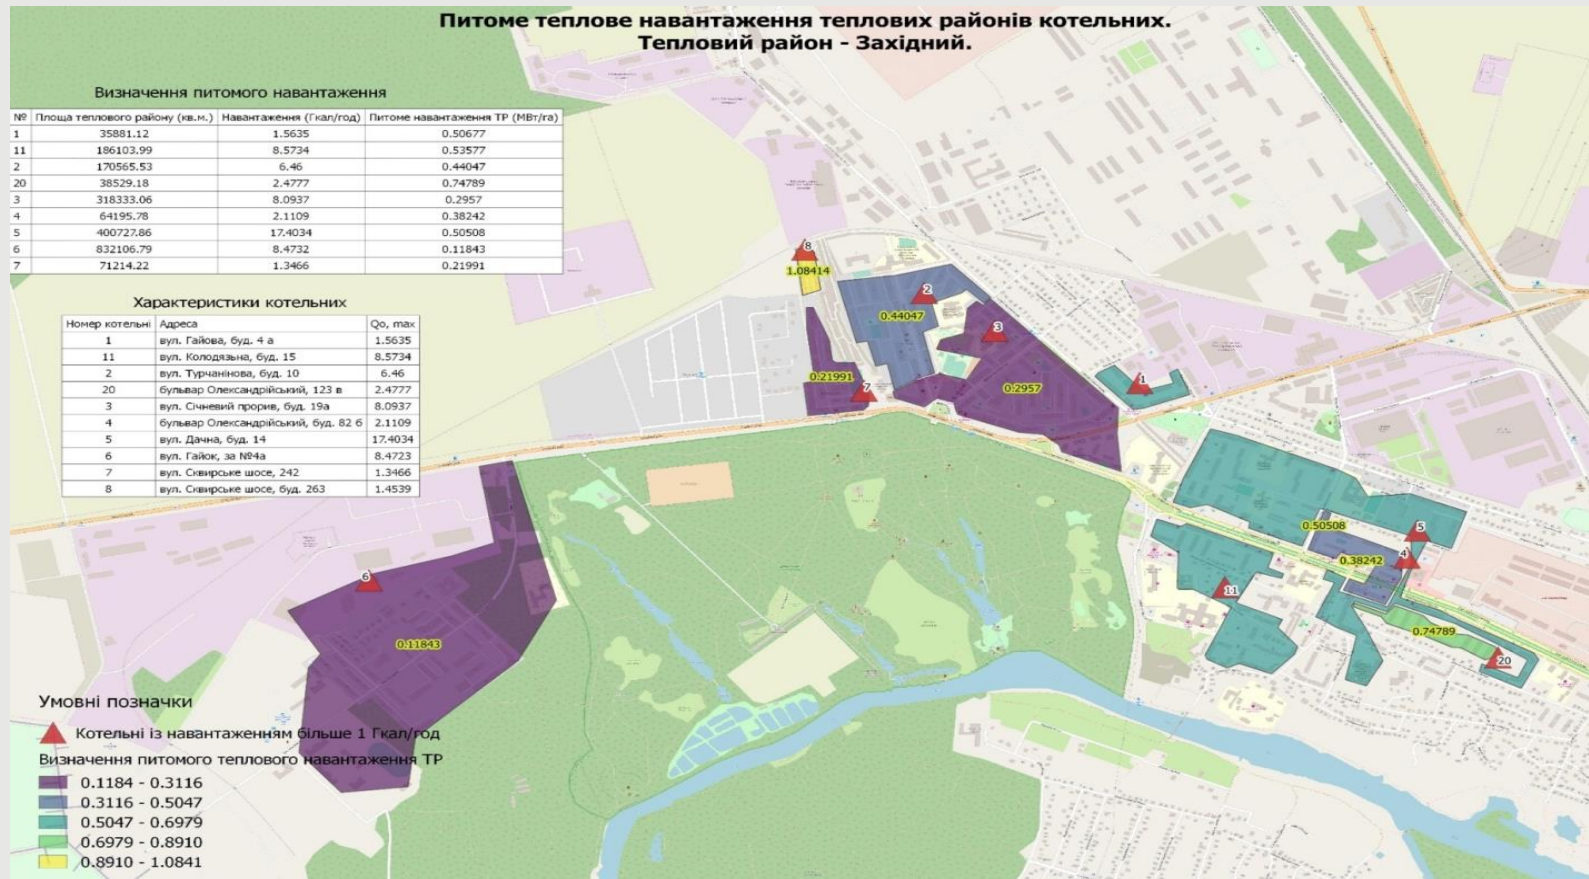 Питоме теплове навантаження теплових районів котельних.
Тепловий район - Західний.
Визначення питомого навантаження
№ Площа теплового району (кв.м.) Навантаження (Гкал/год) Питоме навантаження ТР (МВт/га)
1 35881.12 1.5635 0.50677
11 186103.99 8.5734 0.53577
2 170565.53 6.46 0.44047
20 38529.18 2.4777 0.74789
3 318333.06 8.0937 0.2957
4 64195.78 2.1109 0.38242
5 400727.86 17.4034 0.50508
6 832106.79 8.4732 0.11843
7 71214.22 1.3466 0.21991
Характеристики котельних
Номер котельні Адреса Qo, max
1 вул. Гайова, буд. 4 а 1.5635
11 вул. Колодязьна, буд. 15 8.5734
2 вул. Турчанінова, буд. 10 6.46
20 бульвар Олександрійський, 123 в 2.4777
3 вул. Січневий прорив, буд. 19а 8.0937
4 бульвар Олександрійський, буд. 82 б 2.1109
5 вул. Дачна, буд. 14 17.4034
6 вул. Гайок, за №4а 8.4723
7 вул. Сквирське шосе, 242 1.3466
8 вул. Сквирське шосе, буд. 263 1.4539
8
1.08414
2
0.44047
3
0.21991
7
0.2957
1
0.50508
5
0.38242
4
11
0.74789
20
6
0.11843
Умовні позначки
Котельні із навантаженням більше 1 Гкал/год
Визначення питомого теплового навантаження ТР
0.1184 - 0.3116
0.3116 - 0.5047
0.5047 - 0.6979
0.6979 - 0.8910
0.8910 - 1.0841